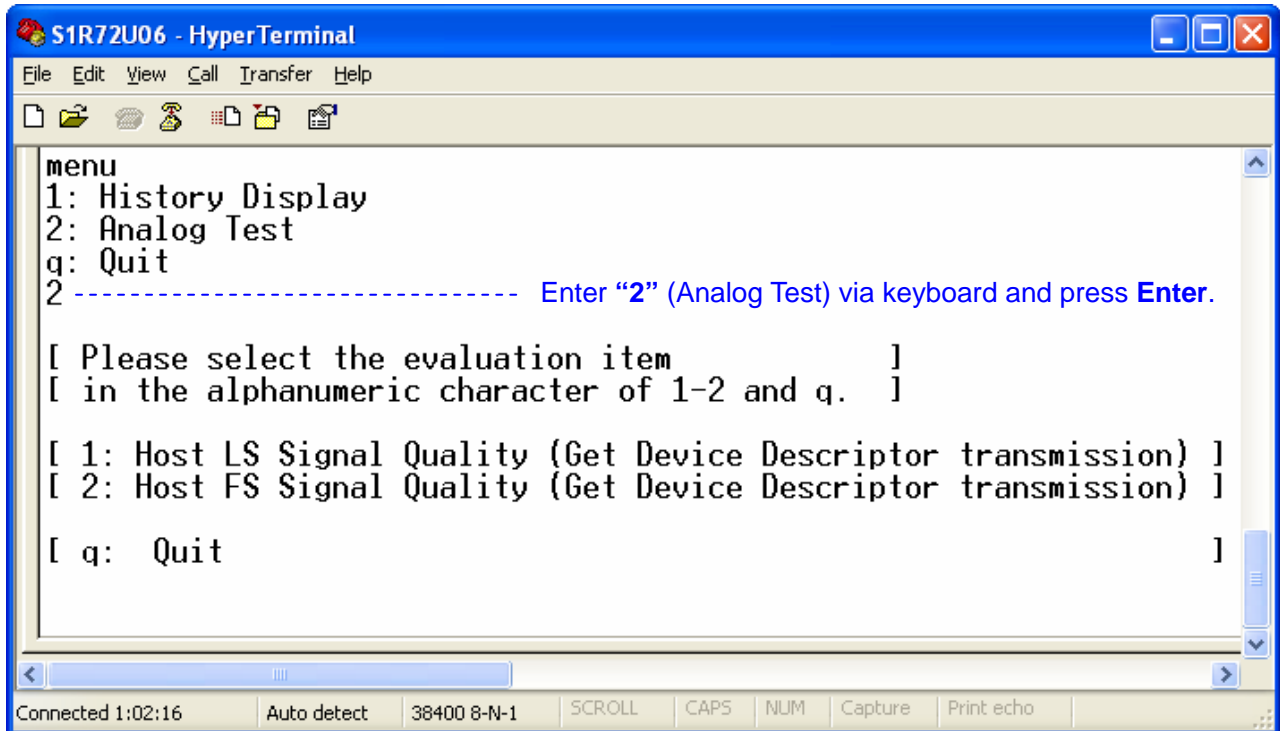 S1R72U06 - HyperTerminal
File Edit View Call Transfer Help
menu
1: History Display
2: Analog Test
q: Quit
2 --------------------------------- Enter “2” (Analog Test) via keyboard and press Enter.
[ Please select the evaluation item ]
[ in the alphanumeric character of 1-2 and q. ]
[ 1: Host LS Signal Quality (Get Device Descriptor transmission) ]
[ 2: Host FS Signal Quality (Get Device Descriptor transmission) ]
[ q: Quit ]
Connected 1:02:16 Auto detect 38400 8-N-1 SCROLL CAPS NUM Capture Print echo